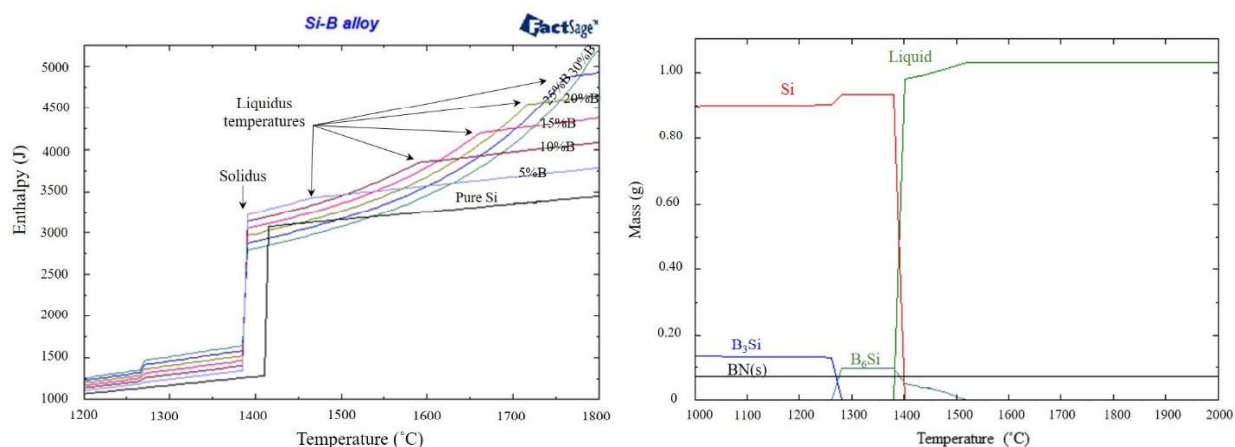 Si-B alloy
FactSage™
5000
4500
4000
3500
3000
2500
2000
1500
1000
Enthalpy (J)
Liquidus
temperatures
Solidus
30%B
25%B
20%B
15%B
10%B
5%B
Pure Si
1200 1300 1400 1500 1600 1700 1800
Temperature (˚C)
Liquid
1.00
Si
0.80
0.60
0.40
0.20
0.00
Mass (g)
B₃Si
B₆Si
BN(s)
1000 1200 1300 1400 1600 1700 1800 1900 2000
Temperature (˚C)